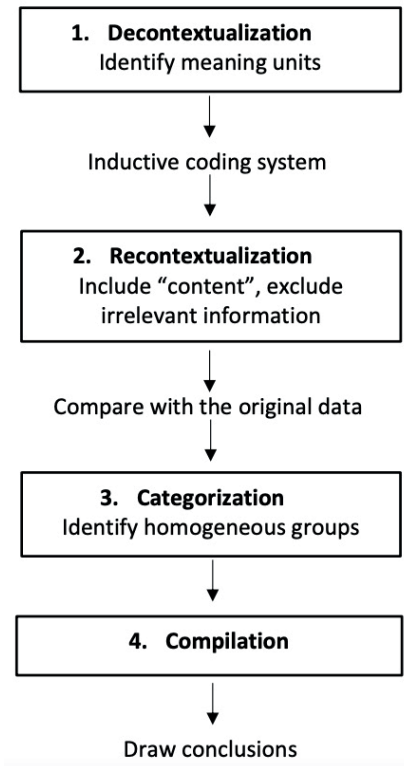 1. Decontextualization
Identify meaning units
Inductive coding system
2. Recontextualization
Include “content”, exclude
irrelevant information
Compare with the original data
3. Categorization
Identify homogeneous groups
4. Compilation
Draw conclusions